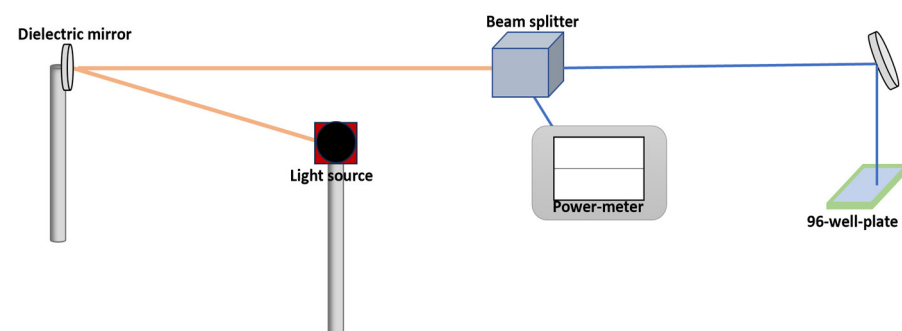 Beam splitter
Dielectric mirror
Light source
Power-meter
96-well-plate